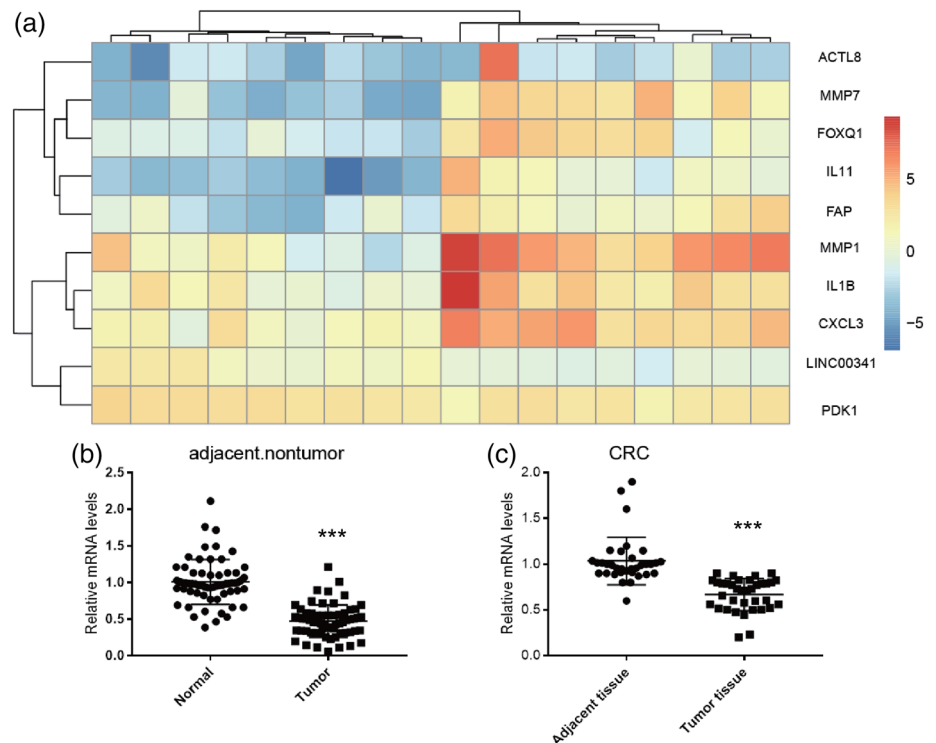 (a)
ACTL8
MMP7
FOXQ1
IL11
FAP
MMP1
IL1B
CXCL3
LINC00341
PDK1
5
0
−5
(b)
adjacent.nontumor
Relative mRNA levels
2.5
2.0
1.5
1.0
0.5
0.0
***
Normal
Tumor
(c)
CRC
Relative mRNA levels
2.0
1.5
1.0
0.5
0.0
***
Adjacent tissue
Tumor tissue